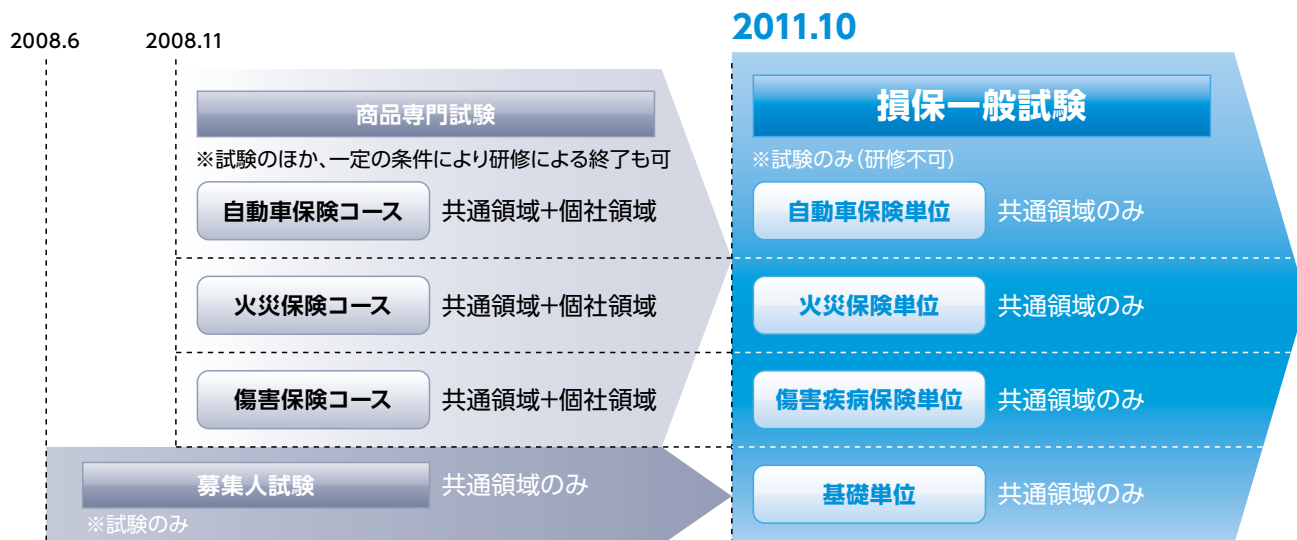 2008.6
2008.11
2011.10
商品専門試験
※試験のほか、一定の条件により研修による終了も可
自動車保険コース 共通領域+個社領域
火災保険コース 共通領域+個社領域
傷害保険コース 共通領域+個社領域
募集人試験 共通領域のみ
※試験のみ
損保一般試験
※試験のみ(研修不可)
自動車保険単位 共通領域のみ
火災保険単位 共通領域のみ
傷害疾病保険単位 共通領域のみ
基礎単位 共通領域のみ